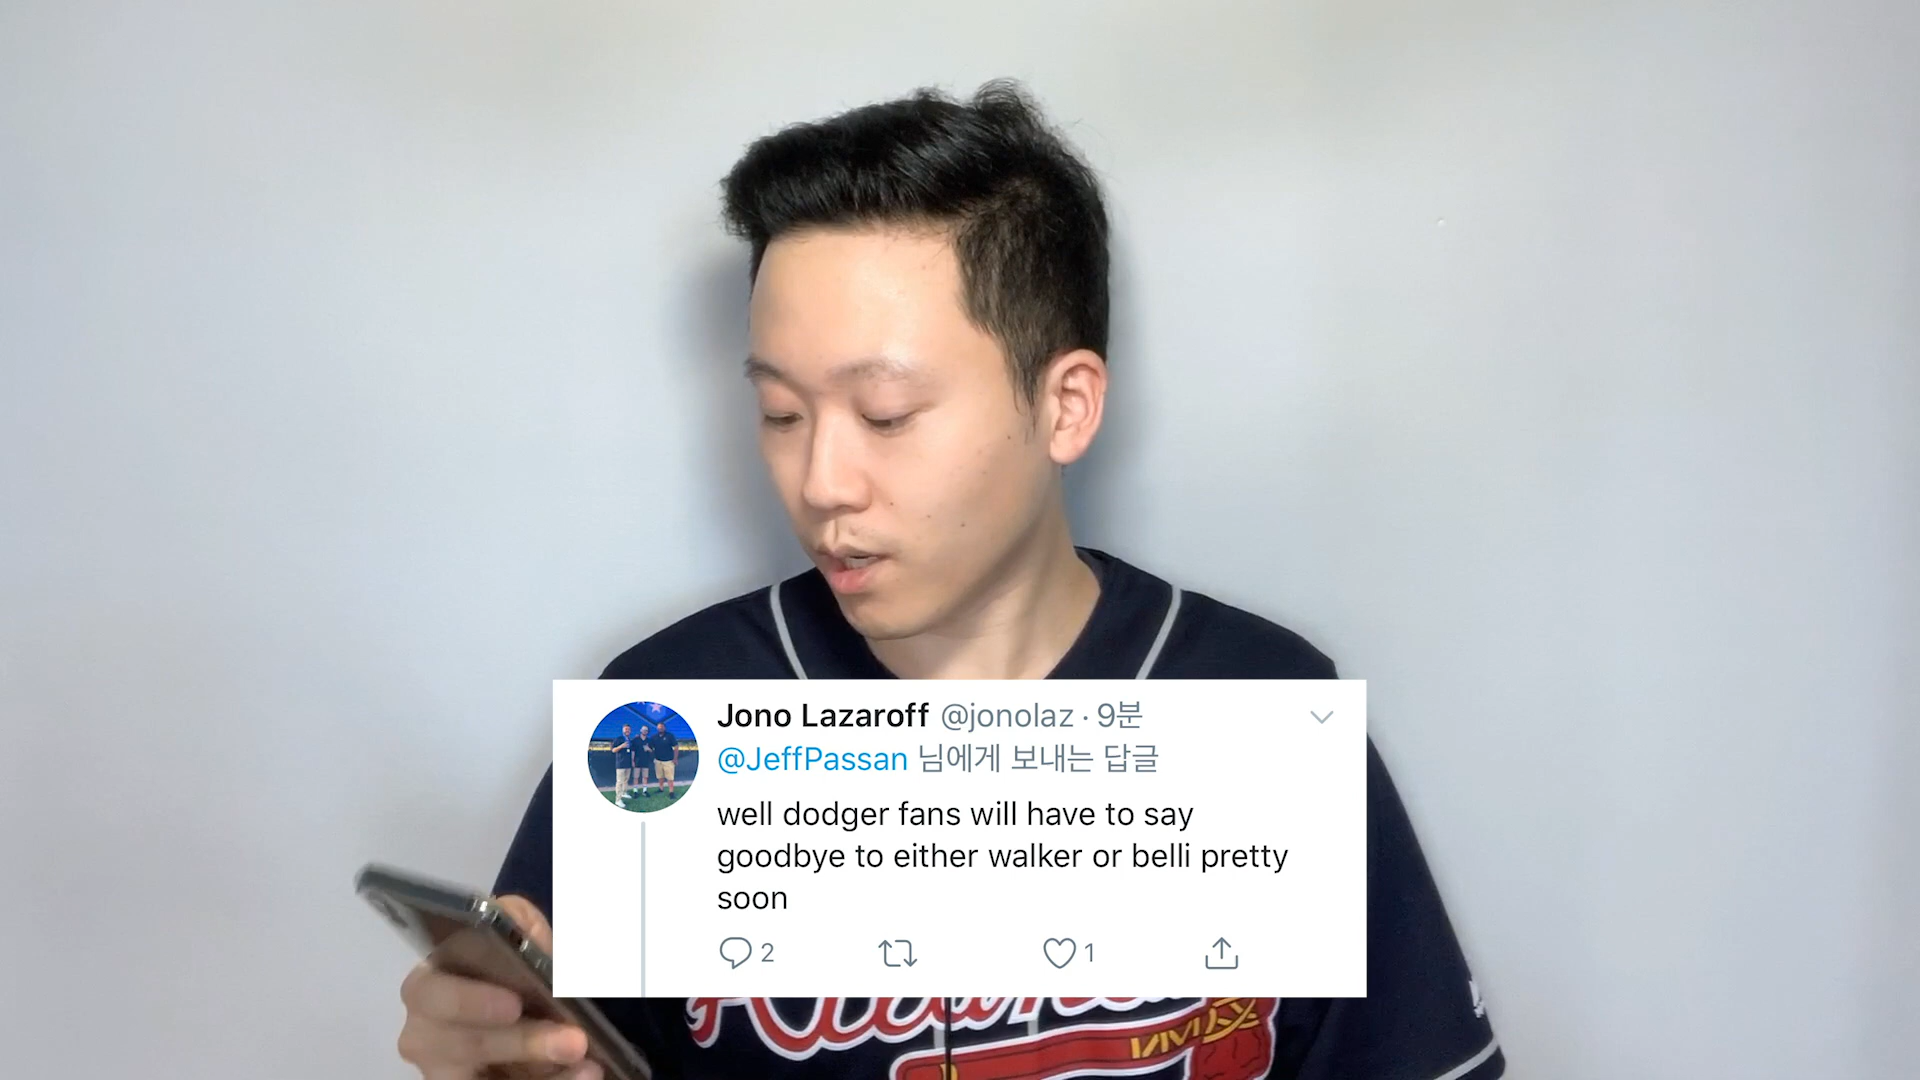 Jono Lazaroff @jonolaz · 9분
@JeffPassan 님에게 보내는 답글
well dodger fans will have to say
goodbye to either walker or belli pretty
soon
2
1